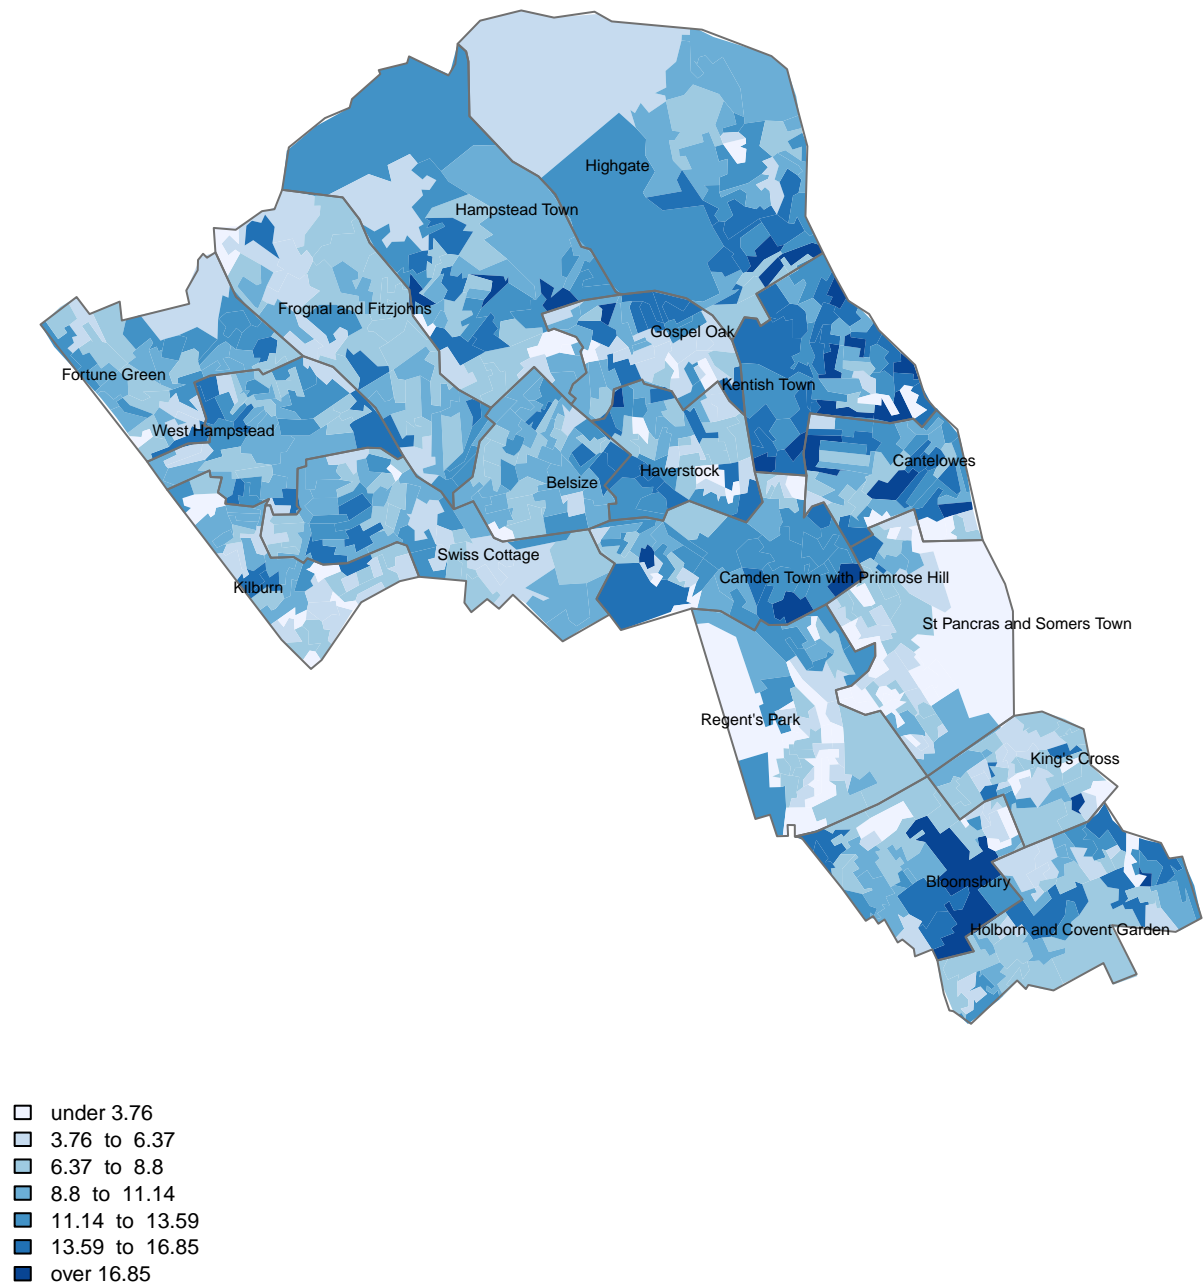 Highgate
Hampstead Town
Frognal and Fitzjohns
Gospel Oak
Fortune Green
Kentish Town
West Hampstead
Cantelowes
Haverstock
Belsize
Swiss Cottage
Camden Town with Primrose Hill
Kilburn
St Pancras and Somers Town
Regent's Park
King's Cross
Bloomsbury
Holborn and Covent Garden
under 3.76
3.76 to 6.37
6.37 to 8.8
8.8 to 11.14
11.14 to 13.59
13.59 to 16.85
over 16.85